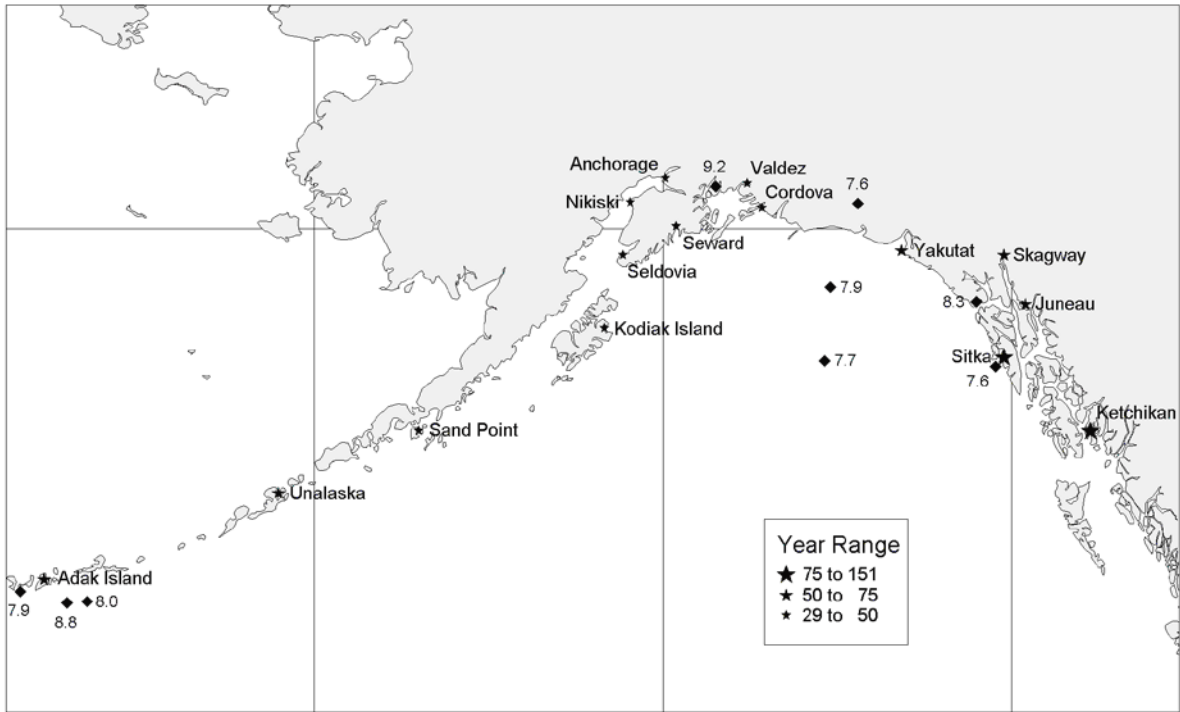 9.2
Anchorage
Valdez
7.6
Nikiski
Cordova
Seward
Yakutat
Skagway
Seldovia
7.9
8.3
Juneau
Kodiak Island
7.7
Sitka
7.6
Ketchikan
Sand Point
Unalaska
Year Range
75 to 151
50 to 75
29 to 50
Adak Island
7.9
8.8
8.0